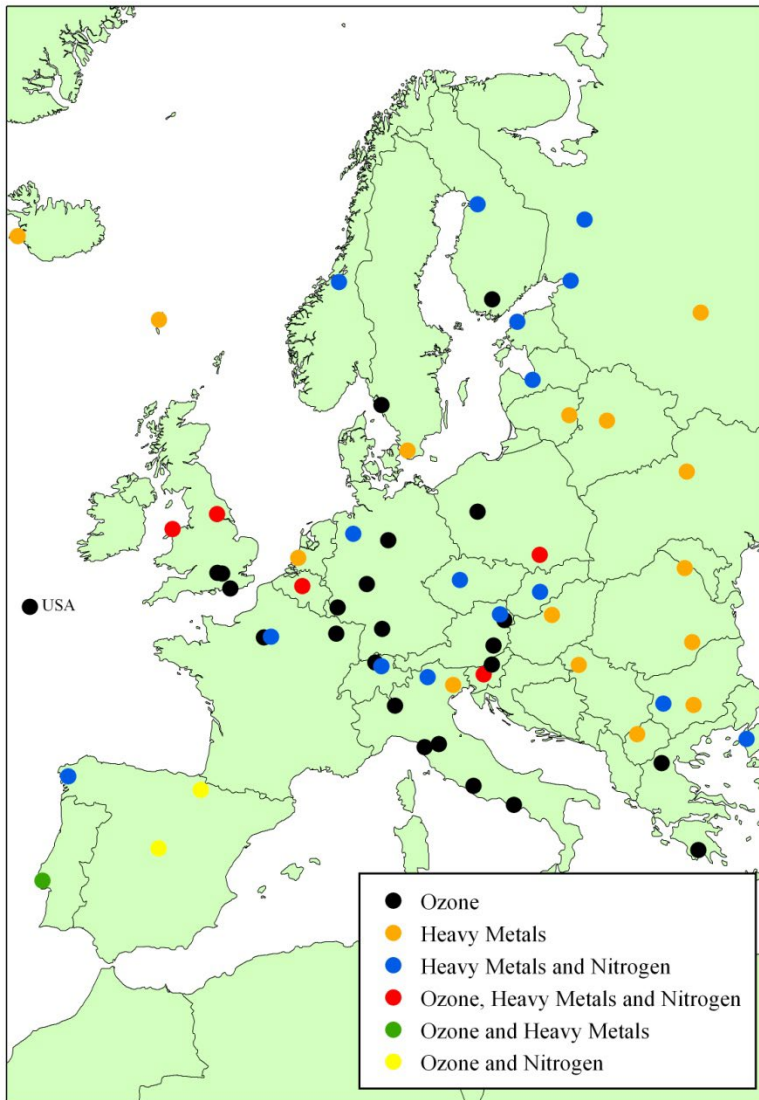 USA
Ozone
Heavy Metals
Heavy Metals and Nitrogen
Ozone, Heavy Metals and Nitrogen
Ozone and Heavy Metals
Ozone and Nitrogen